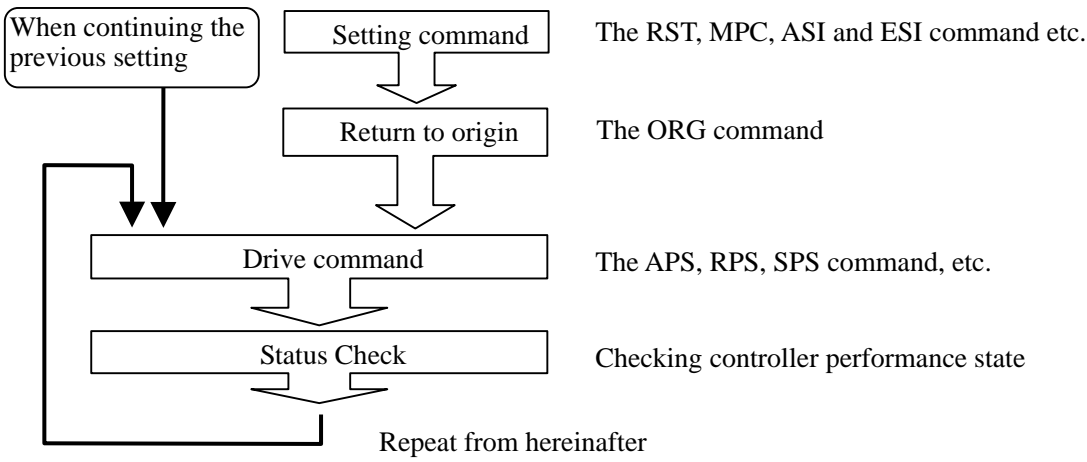 When continuing the
previous setting
Setting command
The RST, MPC, ASI and ESI command etc.
Return to origin
The ORG command
Drive command
The APS, RPS, SPS command, etc.
Status Check
Checking controller performance state
Repeat from hereinafter